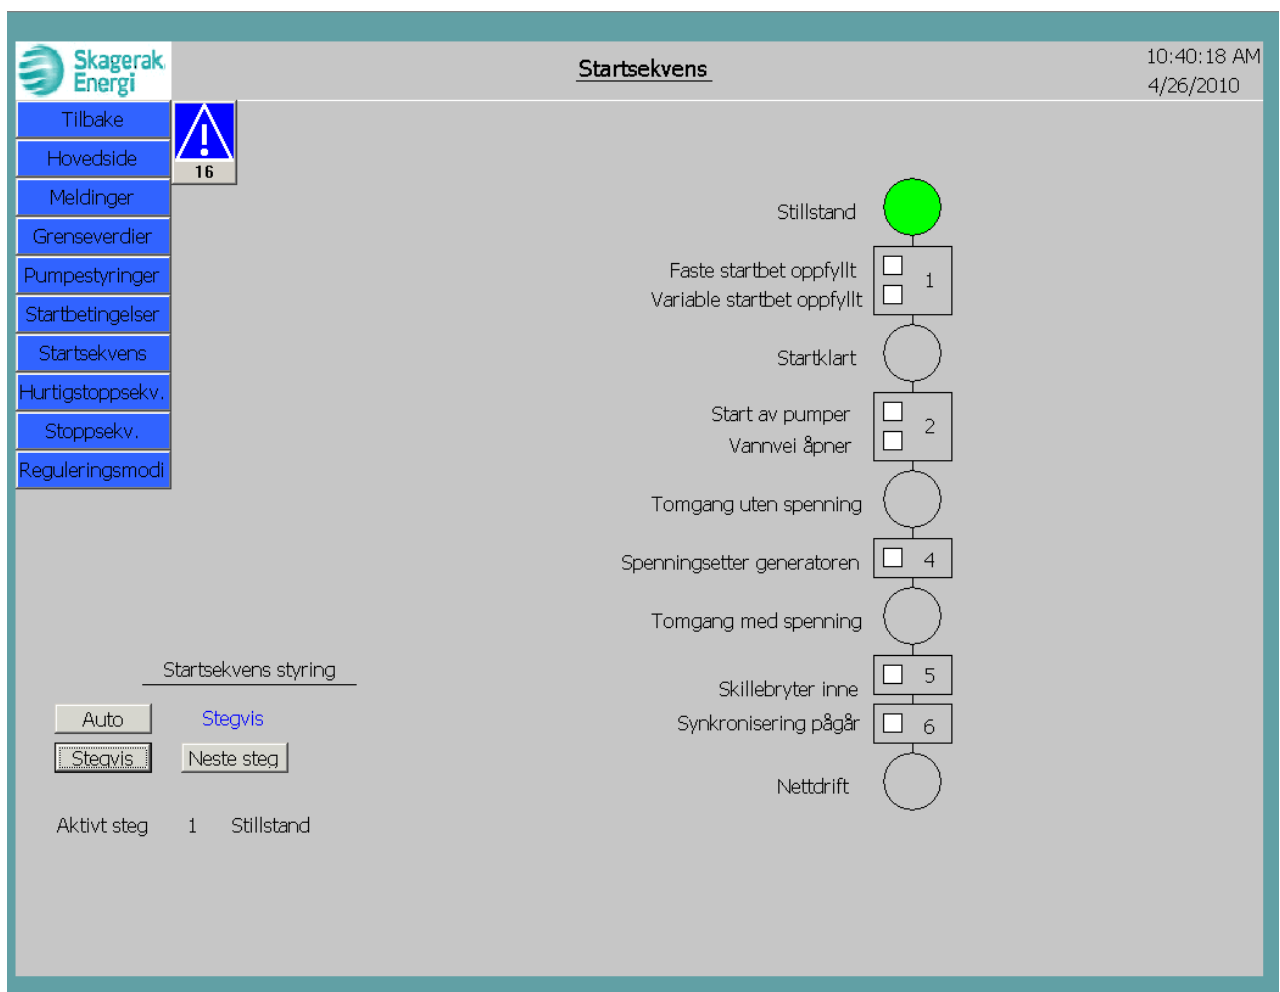 Skagerak
Energi
Startsekvens
10:40:18 AM
4/26/2010
Tilbake
Hovedside
Meldinger
Grenseverdier
Pumpestyringer
Startbetingelser
Startsekvens
Hurtigstoppsekv.
Stoppsekv.
Reguleringsmodi
16
Stillstand
Faste startbet oppfyllt
Variable startbet oppfyllt
1
Startklart
Start av pumper
Vannvei åpner
2
Tomgang uten spenning
Spenningsetter generatoren
4
Tomgang med spenning
Skillebryter inne
5
Synkronisering pågår
6
Nettdrift
Startsekvens styring
Auto
Stegvis
Stegvis
Neste steg
Aktivt steg 1 Stillstand